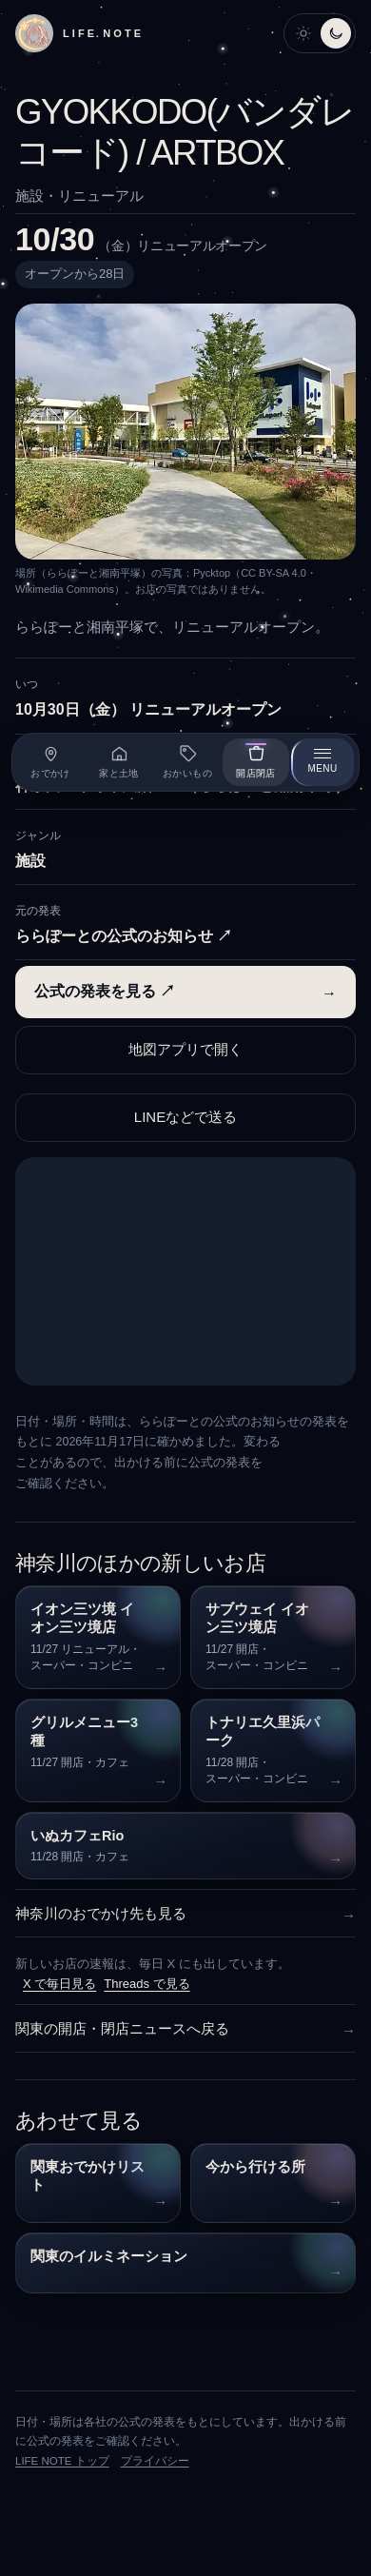 LIFE.NOTE
GYOKKODO(バンダレ
コード) / ARTBOX
施設・リニューアル
10/30 （金）リニューアルオープン
オープンから28日
場所（ららぽーと湘南平塚）の写真：Pycktop（CC BY-SA 4.0・
Wikimedia Commons）。お店の写真ではありません。
ららぽーと湘南平塚で、リニューアルオープン。
いつ
10月30日（金） リニューアルオープン
おでかけ
家と土地
おかいもの
開店閉店
MENU
ジャンル
施設
元の発表
ららぽーとの公式のお知らせ ↗
公式の発表を見る ↗ →
地図アプリで開く
LINEなどで送る
日付・場所・時間は、ららぽーとの公式のお知らせの発表を
もとに 2026年11月17日に確かめました。変わる
ことがあるので、出かける前に公式の発表を
ご確認ください。
神奈川のほかの新しいお店
イオン三ツ境 イ
オン三ツ境店
11/27 リニューアル・
スーパー・コンビニ →
サブウェイ イオ
ン三ツ境店
11/27 開店・
スーパー・コンビニ →
グリルメニュー3
種
11/27 開店・カフェ
→
トナリエ久里浜パ
ーク
11/28 開店・
スーパー・コンビニ →
いぬカフェRio
11/28 開店・カフェ →
神奈川のおでかけ先も見る →
新しいお店の速報は、毎日 X にも出しています。
X で毎日見る Threads で見る
関東の開店・閉店ニュースへ戻る →
あわせて見る
関東おでかけリス
ト
→
今から行ける所
→
関東のイルミネーション
→
日付・場所は各社の公式の発表をもとにしています。出かける前
に公式の発表をご確認ください。
LIFE NOTE トップ プライバシー